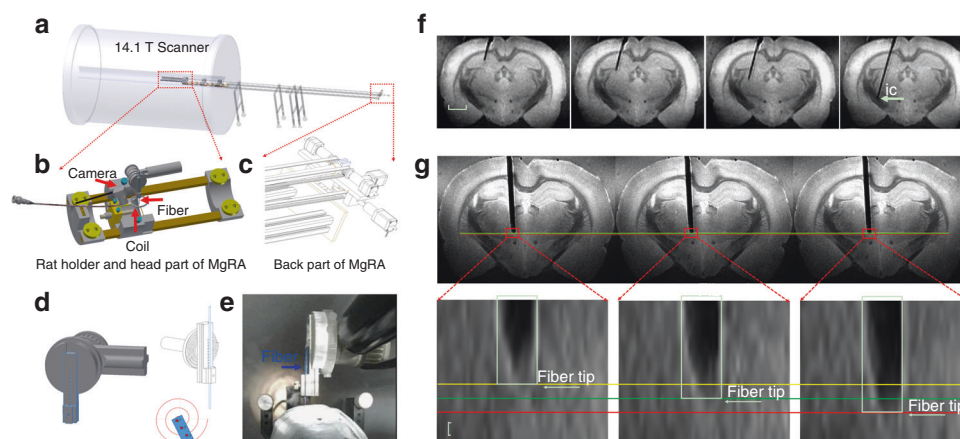 a
14.1 T Scanner
b
Camera
Fiber
Coil
Rat holder and head part of MgRA
c
Back part of MgRA
d
e
Fiber
f
ic
g
Fiber tip
Fiber tip
Fiber tip